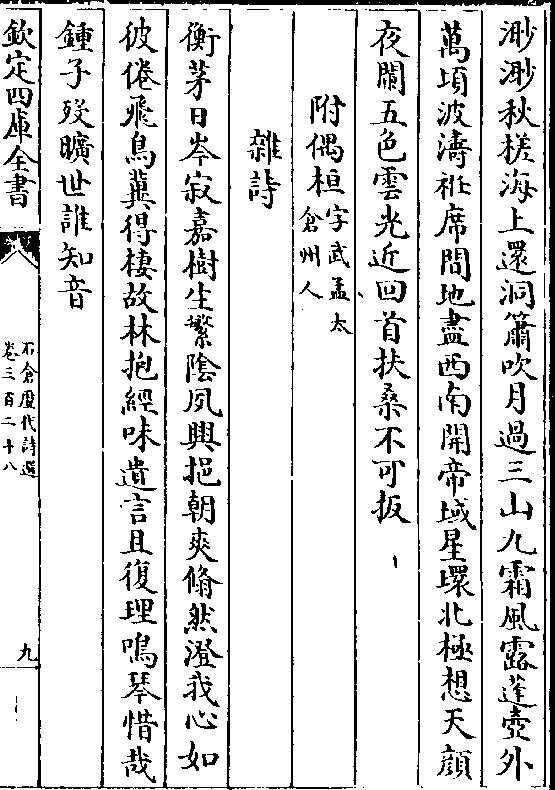 渺渺秋槎海上還洞簫吹月過三山九霜風露蓬壺外
萬頃波濤袵席間地盡西南開帝域星環北極想天顔
夜闌五色雲光近回首扶桑不可扳
附偶桓字武孟太
倉州人
雜詩
衡茅日岑寂嘉樹生繁陰夙興挹朝爽翛然澄我心如
彼倦飛鳥冀得棲故林抱經味遺言且復理鳴琴惜哉
鍾子歿曠世誰知音
欽定四庫全書
石倉歷代詩選
卷三百二十八
九